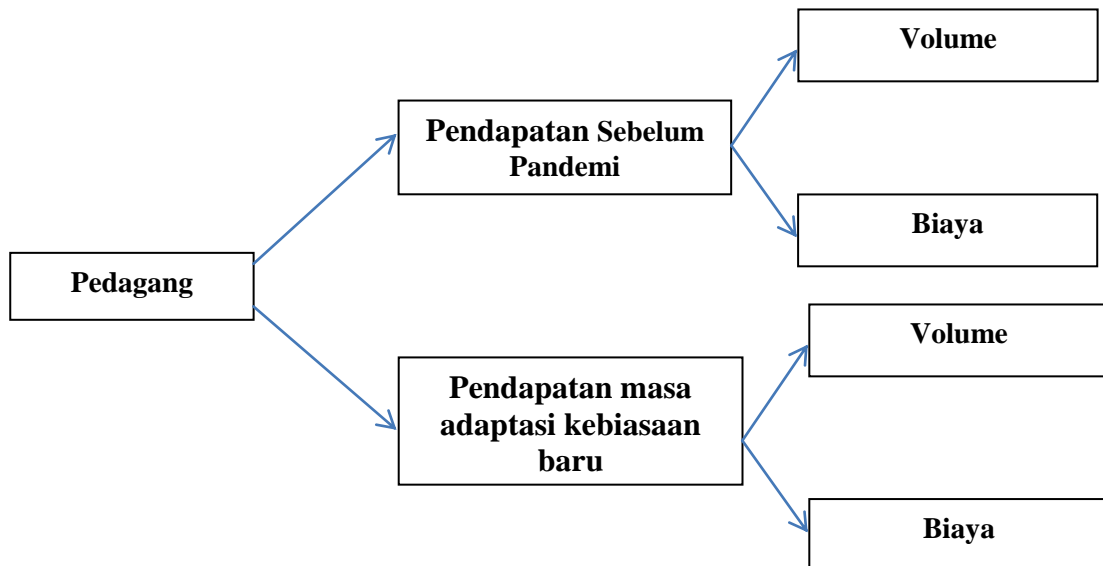 Volume
Pendapatan Sebelum
Pandemi
Biaya
Pedagang
Volume
Pendapatan masa
adaptasi kebiasaan
baru
Biaya